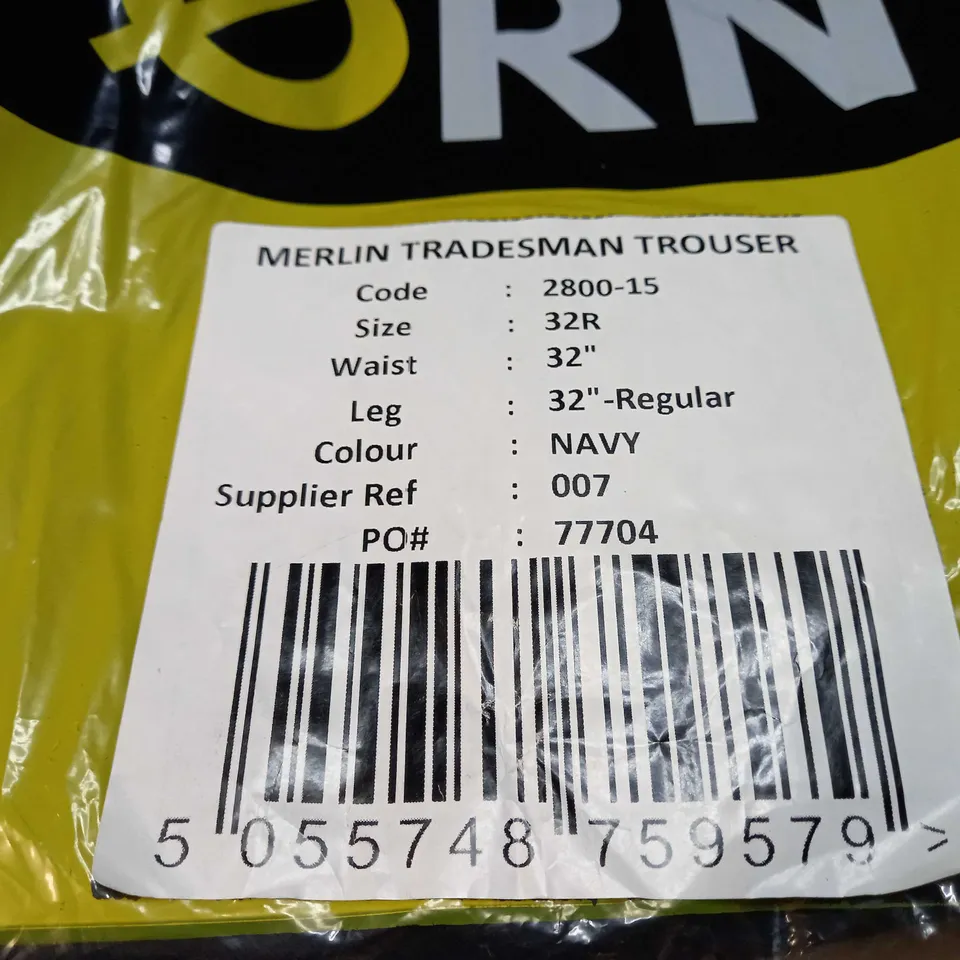 ORN
MERLIN TRADESMAN TROUSER
Code : 2800-15
Size : 32R
Waist : 32"
Leg : 32"-Regular
Colour : NAVY
Supplier Ref : 007
PO# : 77704
5 055748 759579 >